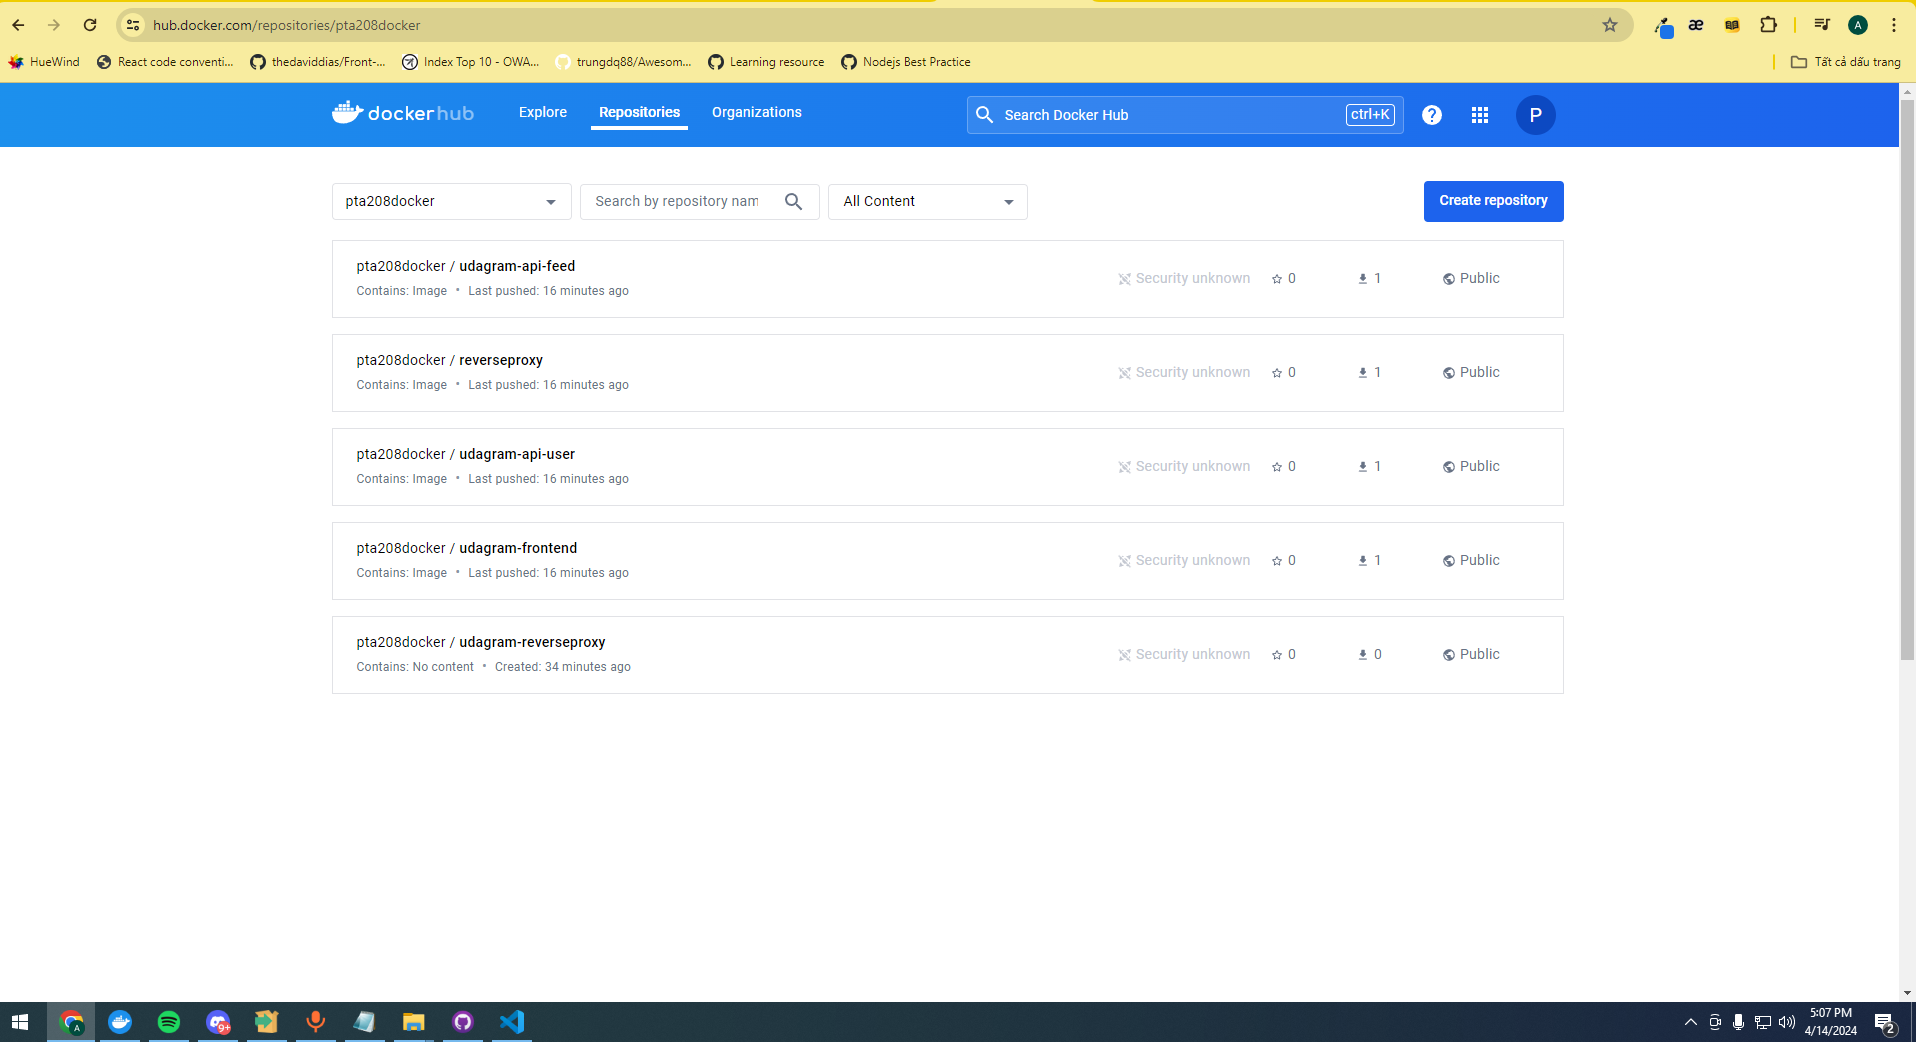 hub.docker.com/repositories/pta208docker
A
HueWind
React code conventi...
thedaviddias/Front-...
Index Top 10 - OWA...
trungdq88/Awesom...
Learning resource
Nodejs Best Practice
Tất cả dấu trang
dockerhub
Explore
Repositories
Organizations
Search Docker Hub
ctrl+K
?
P
pta208docker
Search by repository nam
All Content
Create repository
pta208docker / udagram-api-feed
Contains: Image • Last pushed: 16 minutes ago
Security unknown
0
1
Public
pta208docker / reverseproxy
Contains: Image • Last pushed: 16 minutes ago
Security unknown
0
1
Public
pta208docker / udagram-api-user
Contains: Image • Last pushed: 16 minutes ago
Security unknown
0
1
Public
pta208docker / udagram-frontend
Contains: Image • Last pushed: 16 minutes ago
Security unknown
0
1
Public
pta208docker / udagram-reverseproxy
Contains: No content • Created: 34 minutes ago
Security unknown
0
0
Public
A
9+
5:07 PM
4/14/2024
2